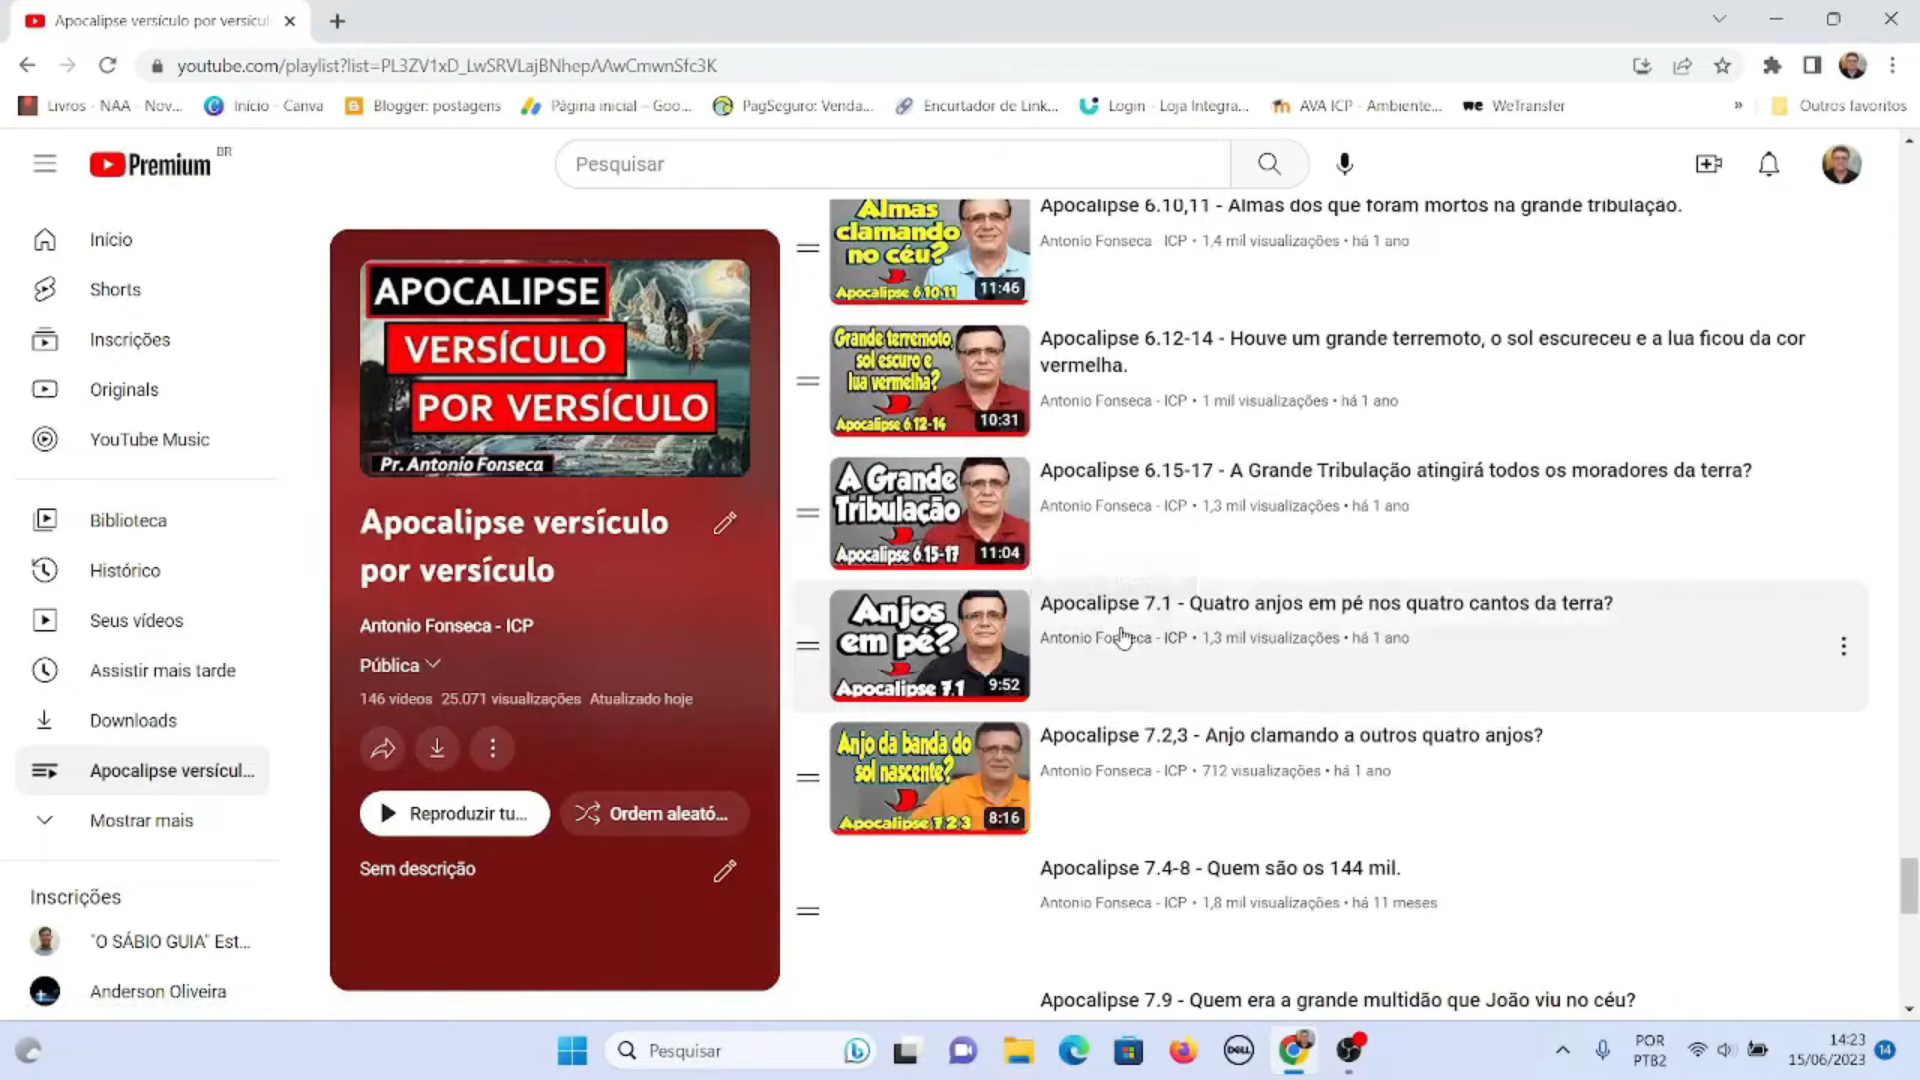 Apocalipse versículo por versícul
youtube.com/playlist?list=PL3ZV1xD_LwSRVLajBNhepAAwCmwnSfc3K
Livros - NAA - Nov...
Início - Canva
Blogger: postagens
Página inicial – Goo...
PagSeguro: Venda...
Encurtador de Link...
Login - Loja Integra...
AVA ICP - Ambiente...
we WeTransfer
»
Outros favoritos
Premium BR
Pesquisar
Início
Shorts
Inscrições
Originals
YouTube Music
Biblioteca
Histórico
Seus vídeos
Assistir mais tarde
Downloads
Apocalipse versícul...
Mostrar mais
Inscrições
"O SÁBIO GUIA" Est...
Anderson Oliveira
APOCALIPSE
VERSÍCULO
POR VERSÍCULO
Pr. Antonio Fonseca
Apocalipse versículo
por versículo
Antonio Fonseca - ICP
Pública
146 vídeos 25.071 visualizações Atualizado hoje
Reproduzir tu...
Ordem aleató...
Sem descrição
Almas
clamando
no céu?
Apocalipse 6.10,11
11:46
Apocalipse 6.10,11 - Almas dos que foram mortos na grande tribulação.
Antonio Fonseca - ICP • 1,4 mil visualizações • há 1 ano
Grande terremoto,
sol escuro e
lua vermelha?
Apocalipse 6.12-14
10:31
Apocalipse 6.12-14 - Houve um grande terremoto, o sol escureceu e a lua ficou da cor
vermelha.
Antonio Fonseca - ICP • 1 mil visualizações • há 1 ano
A Grande
Tribulação
Apocalipse 6.15-17
11:04
Apocalipse 6.15-17 - A Grande Tribulação atingirá todos os moradores da terra?
Antonio Fonseca - ICP • 1,3 mil visualizações • há 1 ano
Anjos
em pé?
Apocalipse 7.1
9:52
Apocalipse 7.1 - Quatro anjos em pé nos quatro cantos da terra?
Antonio Fonseca - ICP • 1,3 mil visualizações • há 1 ano
Anjo da banda do
sol nascente?
Apocalipse 7.2,3
8:16
Apocalipse 7.2,3 - Anjo clamando a outros quatro anjos?
Antonio Fonseca - ICP • 712 visualizações • há 1 ano
Apocalipse 7.4-8 - Quem são os 144 mil.
Antonio Fonseca - ICP • 1,8 mil visualizações • há 11 meses
Apocalipse 7.9 - Quem era a grande multidão que João viu no céu?
Pesquisar
DELL
POR
PTB2
14:23
15/06/2023
14